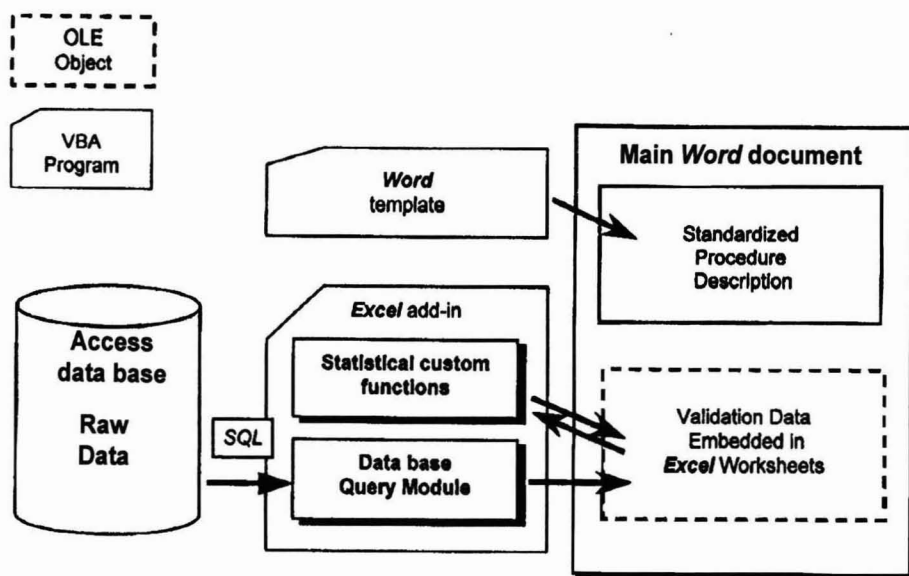 OLE
Object
VBA
Program
Word
template
Main Word document
Standardized
Procedure
Description
Access
data base
Raw
Data
SQL
Excel add-in
Statistical custom
functions
Data base
Query Module
Validation Data
Embedded in
Excel Worksheets